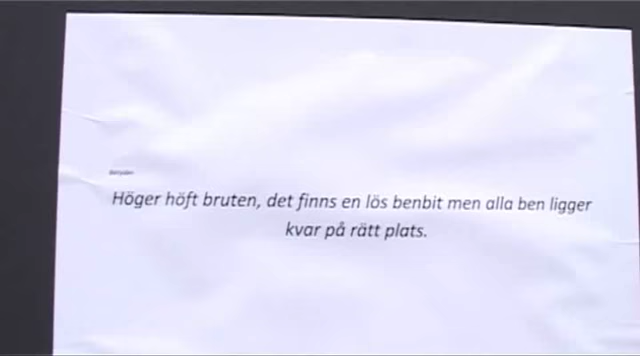 Höger höft bruten, det finns en lös benbit men alla ben ligger
kvar på rätt plats.